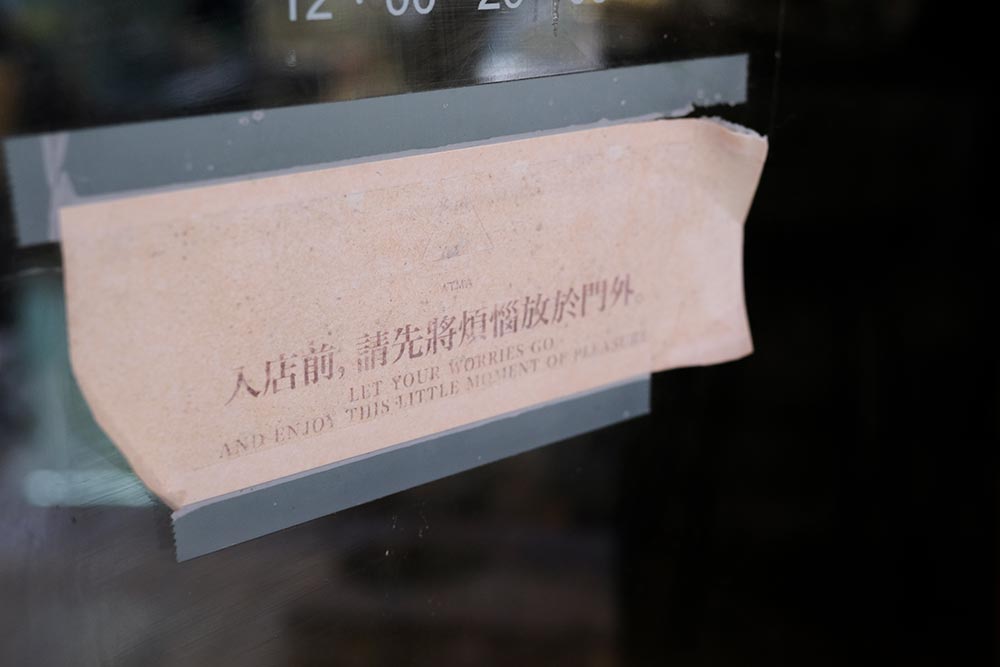 ATMA
入店前,請先將煩惱放於門外。
LET YOUR WORRIES GO
AND ENJOY THIS LITTLE MOMENT OF PLEASURE